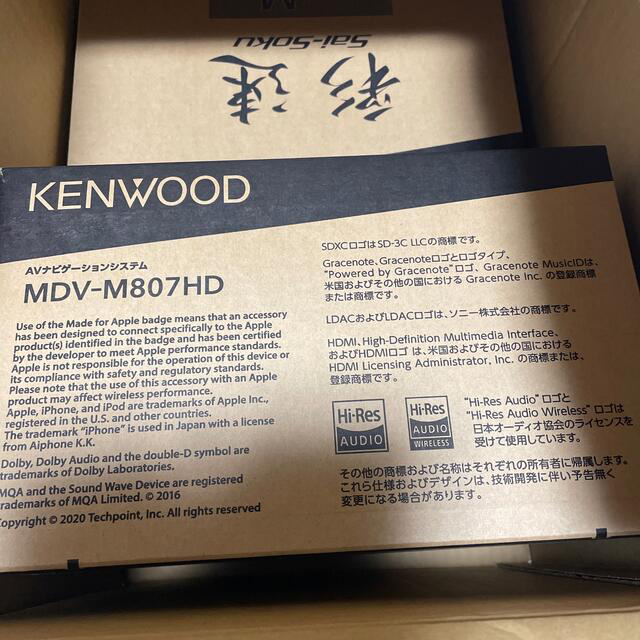 M
Sai-Soku
彩速
KENWOOD
AVナビゲーションシステム
MDV-M807HD
Use of the Made for Apple badge means that an accessory
has been designed to connect specifically to the Apple
product(s) identified in the badge and has been certified
by the developer to meet Apple performance standards.
Apple is not responsible for the operation of this device or
its compliance with safety and regulatory standards.
Please note that the use of this accessory with an Apple
product may affect wireless performance.
Apple, iPhone, and iPod are trademarks of Apple Inc.,
registered in the U.S. and other countries.
The trademark "iPhone" is used in Japan with a license
from Aiphone K.K.
Dolby, Dolby Audio and the double-D symbol are
trademarks of Dolby Laboratories.
MQA and the Sound Wave Device are registered
trademarks of MQA Limited. © 2016
Copyright © 2020 Techpoint, Inc. All rights reserved
SDXCロゴはSD-3C LLCの商標です。
Gracenote、Gracenoteロゴとロゴタイプ、
"Powered by Gracenote"ロゴ、Gracenote MusicIDは、
米国およびその他の国における Gracenote Inc. の登録商標
または商標です。
LDACおよびLDACロゴは、ソニー株式会社の商標です。
HDMI、High-Definition Multimedia Interface、
およびHDMIロゴ は、米国およびその他の国における
HDMI Licensing Administrator, Inc. の商標または、
登録商標です。
Hi-Res
AUDIO
Hi-Res
AUDIO
WIRELESS
"Hi-Res Audio" ロゴと
"Hi-Res Audio Wireless" ロゴは
日本オーディオ協会のライセンスを
受けて使用しています。
その他の商標および名称はそれぞれの所有者に帰属します。
これら仕様およびデザインは、技術開発に伴い予告無く
変更になる場合があります。